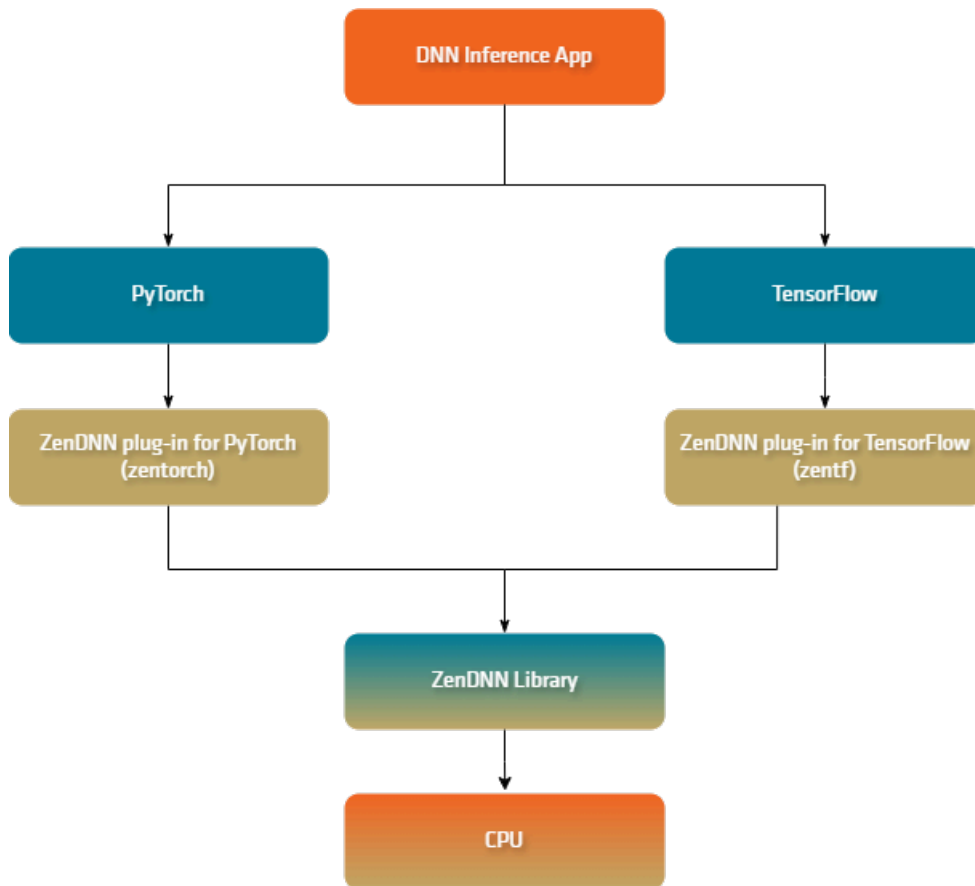 DNN Inference App
PyTorch
TensorFlow
ZenDNN plug-in for PyTorch
(zentorch)
ZenDNN plug-in for TensorFlow
(zentf)
ZenDNN Library
CPU